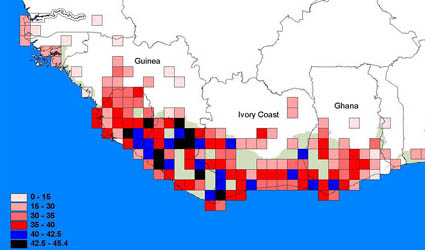 Guinea
Ivory Coast
Ghana
0 - 15
15 - 30
30 - 35
35 - 40
40 - 42.5
42.5 - 45.4